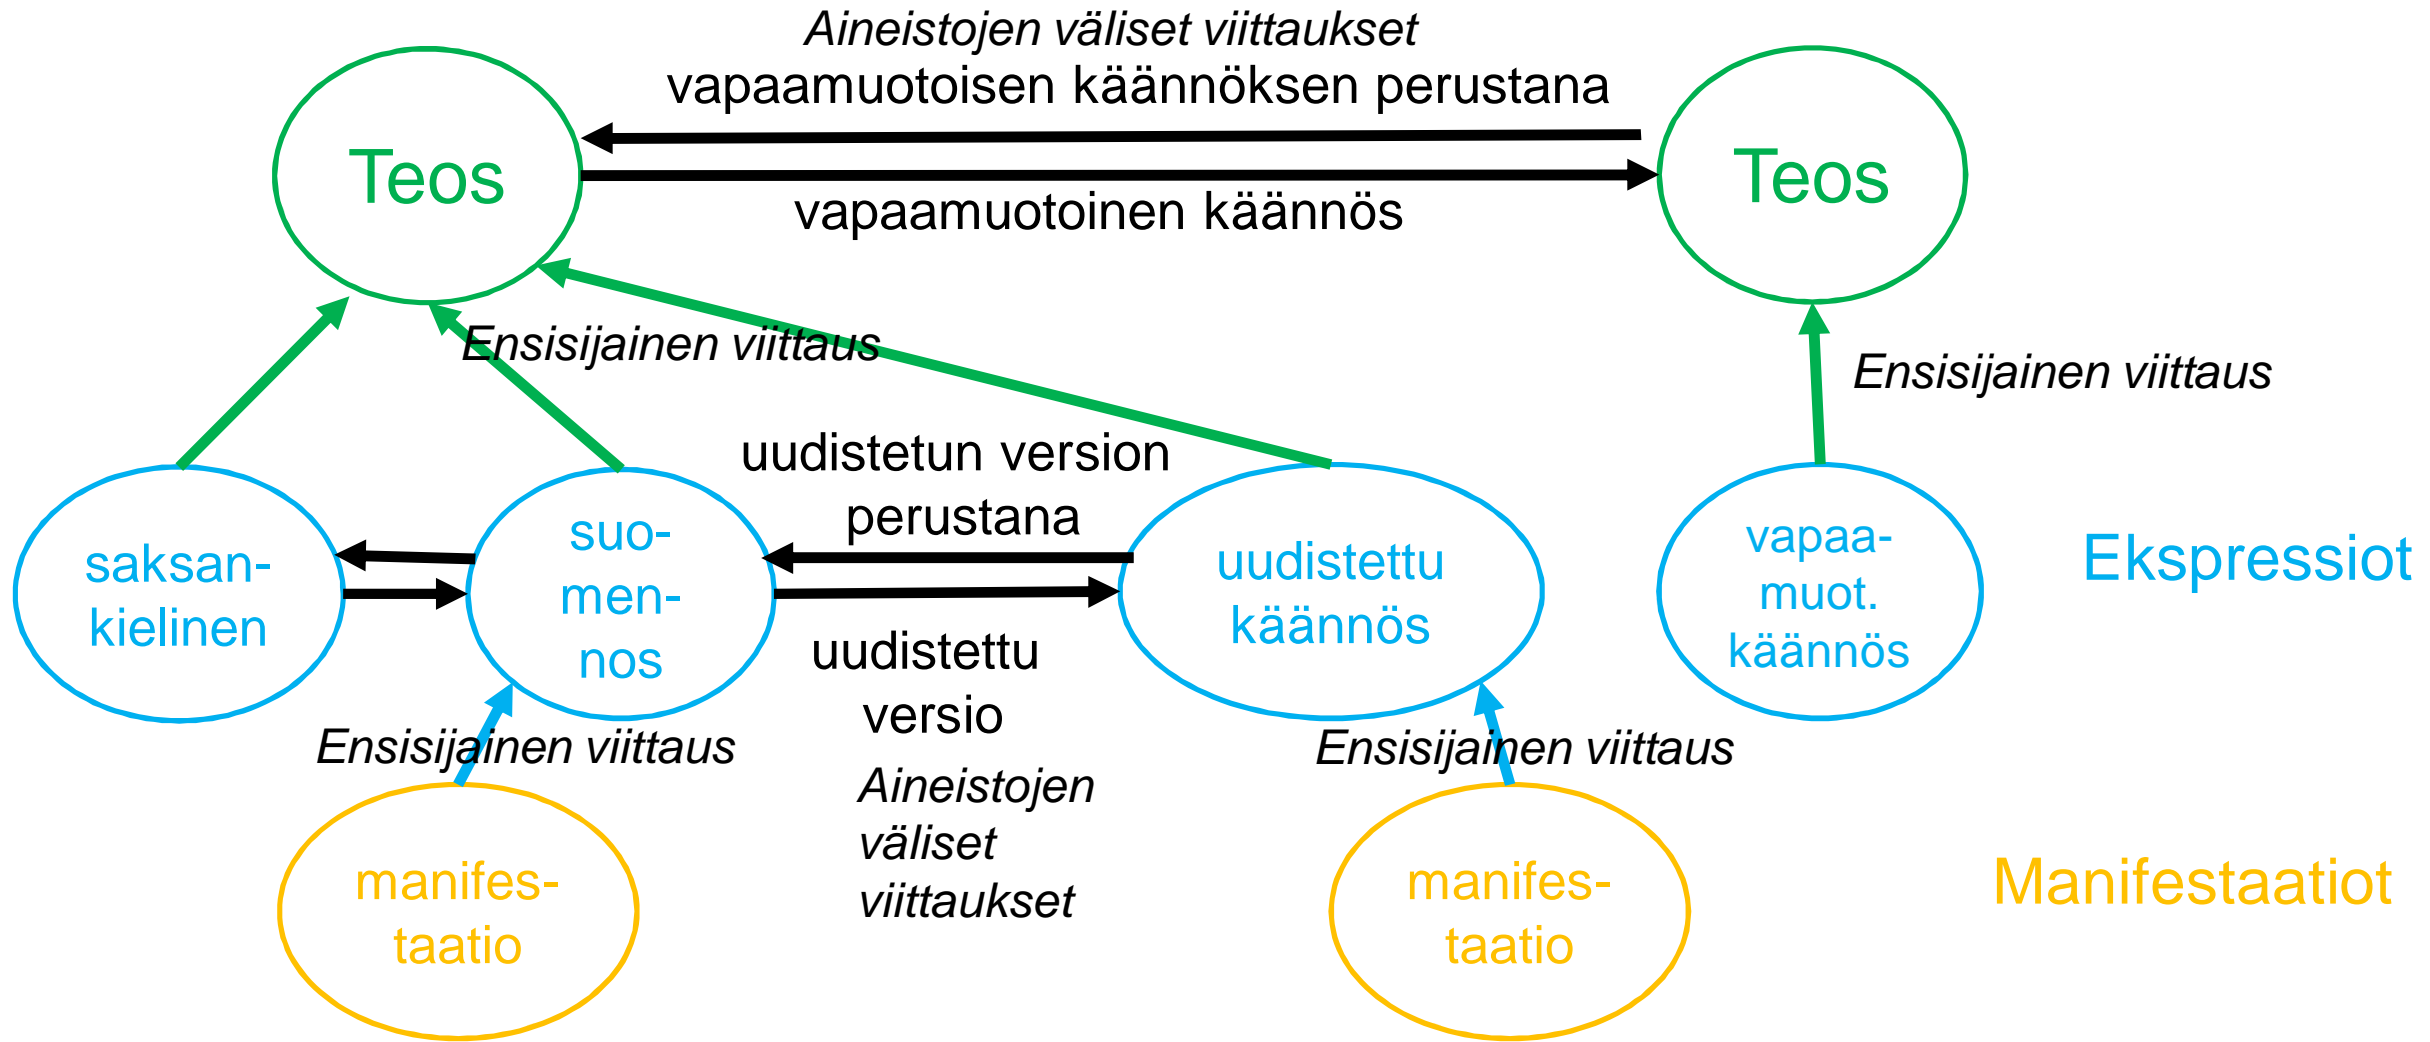 Aineistojen väliset viittaukset
vapaamuotoisen käännöksen perustana
Teos
Teos
vapaamuotoinen käännös
Ensisijainen viittaus
Ensisijainen viittaus
uudistetun version
perustana
saksan-
kielinen
suo-
men-
nos
uudistettu
käännös
vapaa-
muot.
käännös
Ekspressiot
uudistettu
versio
Ensisijainen viittaus
Ensisijainen viittaus
Aineistojen
väliset
viittaukset
manifes-
taatio
manifes-
taatio
Manifestaatiot